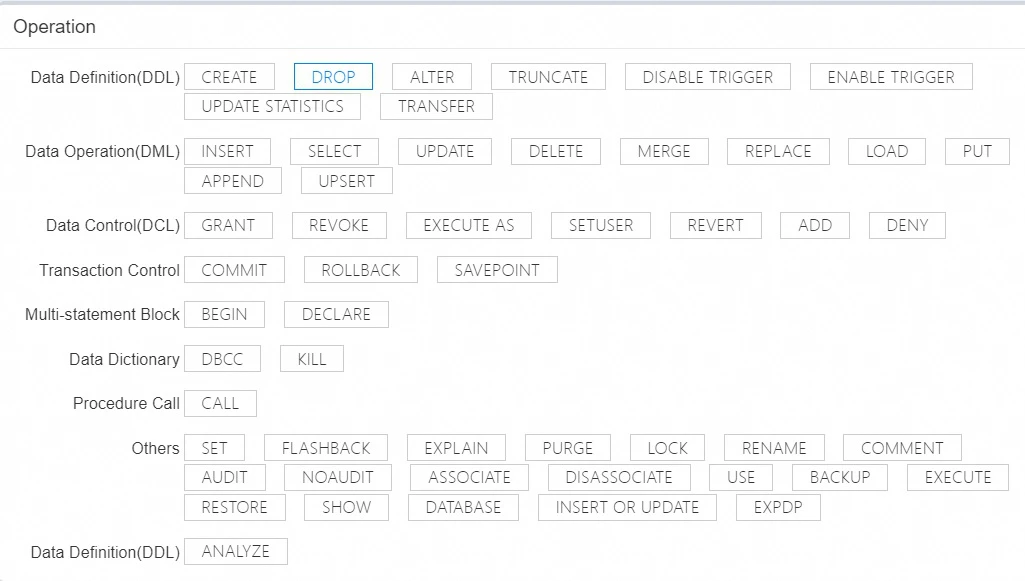 Operation
Data Definition(DDL) CREATE DROP ALTER TRUNCATE DISABLE TRIGGER ENABLE TRIGGER
UPDATE STATISTICS TRANSFER
Data Operation(DML) INSERT SELECT UPDATE DELETE MERGE REPLACE LOAD PUT
APPEND UPSERT
Data Control(DCL) GRANT REVOKE EXECUTE AS SETUSER REVERT ADD DENY
Transaction Control COMMIT ROLLBACK SAVEPOINT
Multi-statement Block BEGIN DECLARE
Data Dictionary DBCC KILL
Procedure Call CALL
Others SET FLASHBACK EXPLAIN PURGE LOCK RENAME COMMENT
AUDIT NOAUDIT ASSOCIATE DISASSOCIATE USE BACKUP EXECUTE
RESTORE SHOW DATABASE INSERT OR UPDATE EXPDP
Data Definition(DDL) ANALYZE